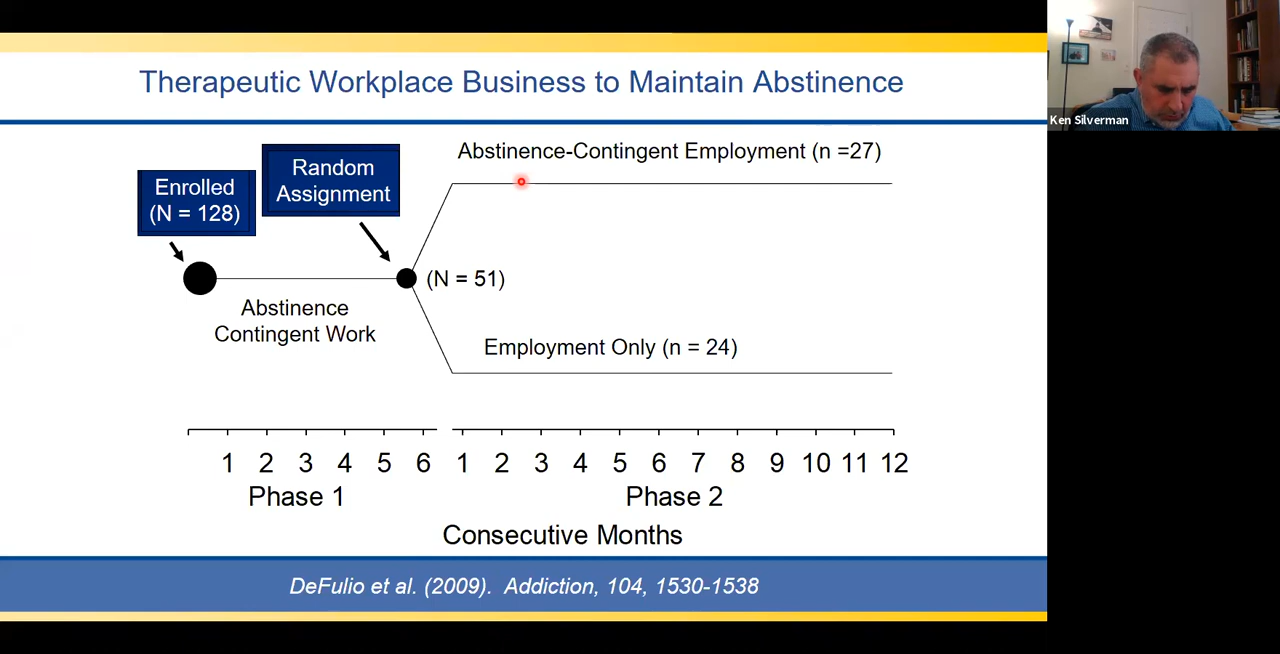 Therapeutic Workplace Business to Maintain Abstinence
Ken Silverman
Enrolled
(N = 128)
Random
Assignment
Abstinence-Contingent Employment (n =27)
(N = 51)
Abstinence
Contingent Work
Employment Only (n = 24)
1 2 3 4 5 6 1 2 3 4 5 6 7 8 9 10 11 12
Phase 1 Phase 2
Consecutive Months
DeFulio et al. (2009). Addiction, 104, 1530-1538